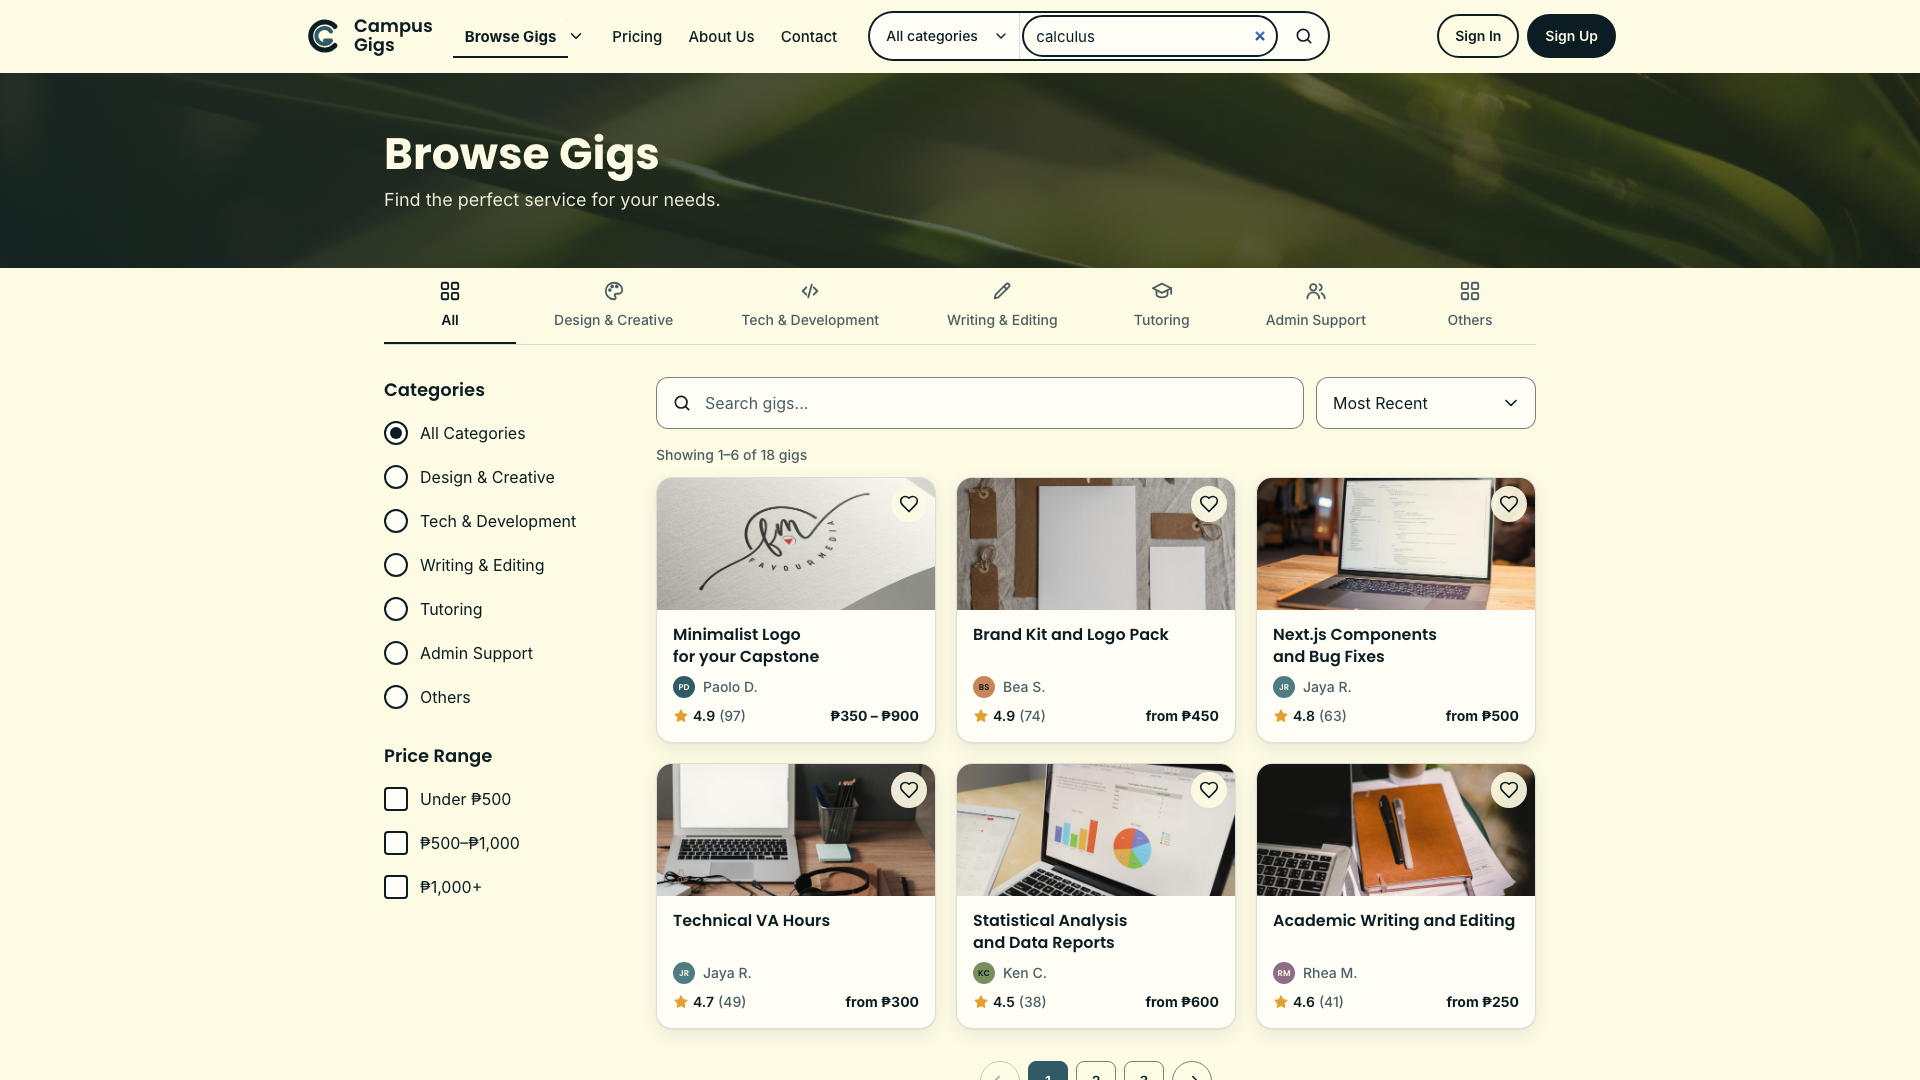 Campus
Gigs
Browse Gigs
Pricing
About Us
Contact
All categories
calculus
Sign In
Sign Up
Browse Gigs
Find the perfect service for your needs.
All
Design & Creative
Tech & Development
Writing & Editing
Tutoring
Admin Support
Others
Categories
All Categories
Design & Creative
Tech & Development
Writing & Editing
Tutoring
Admin Support
Others
Price Range
Under ₱500
₱500–₱1,000
₱1,000+
Search gigs...
Most Recent
Showing 1–6 of 18 gigs
fm
FAVOUR MEDIA
Minimalist Logo
for your Capstone
PD Paolo D.
4.9 (97) ₱350 – ₱900
Brand Kit and Logo Pack
BS Bea S.
4.9 (74) from ₱450
Next.js Components
and Bug Fixes
JR Jaya R.
4.8 (63) from ₱500
Technical VA Hours
JR Jaya R.
4.7 (49) from ₱300
Statistical Analysis
and Data Reports
KC Ken C.
4.5 (38) from ₱600
Academic Writing and Editing
RM Rhea M.
4.6 (41) from ₱250
1 2 3